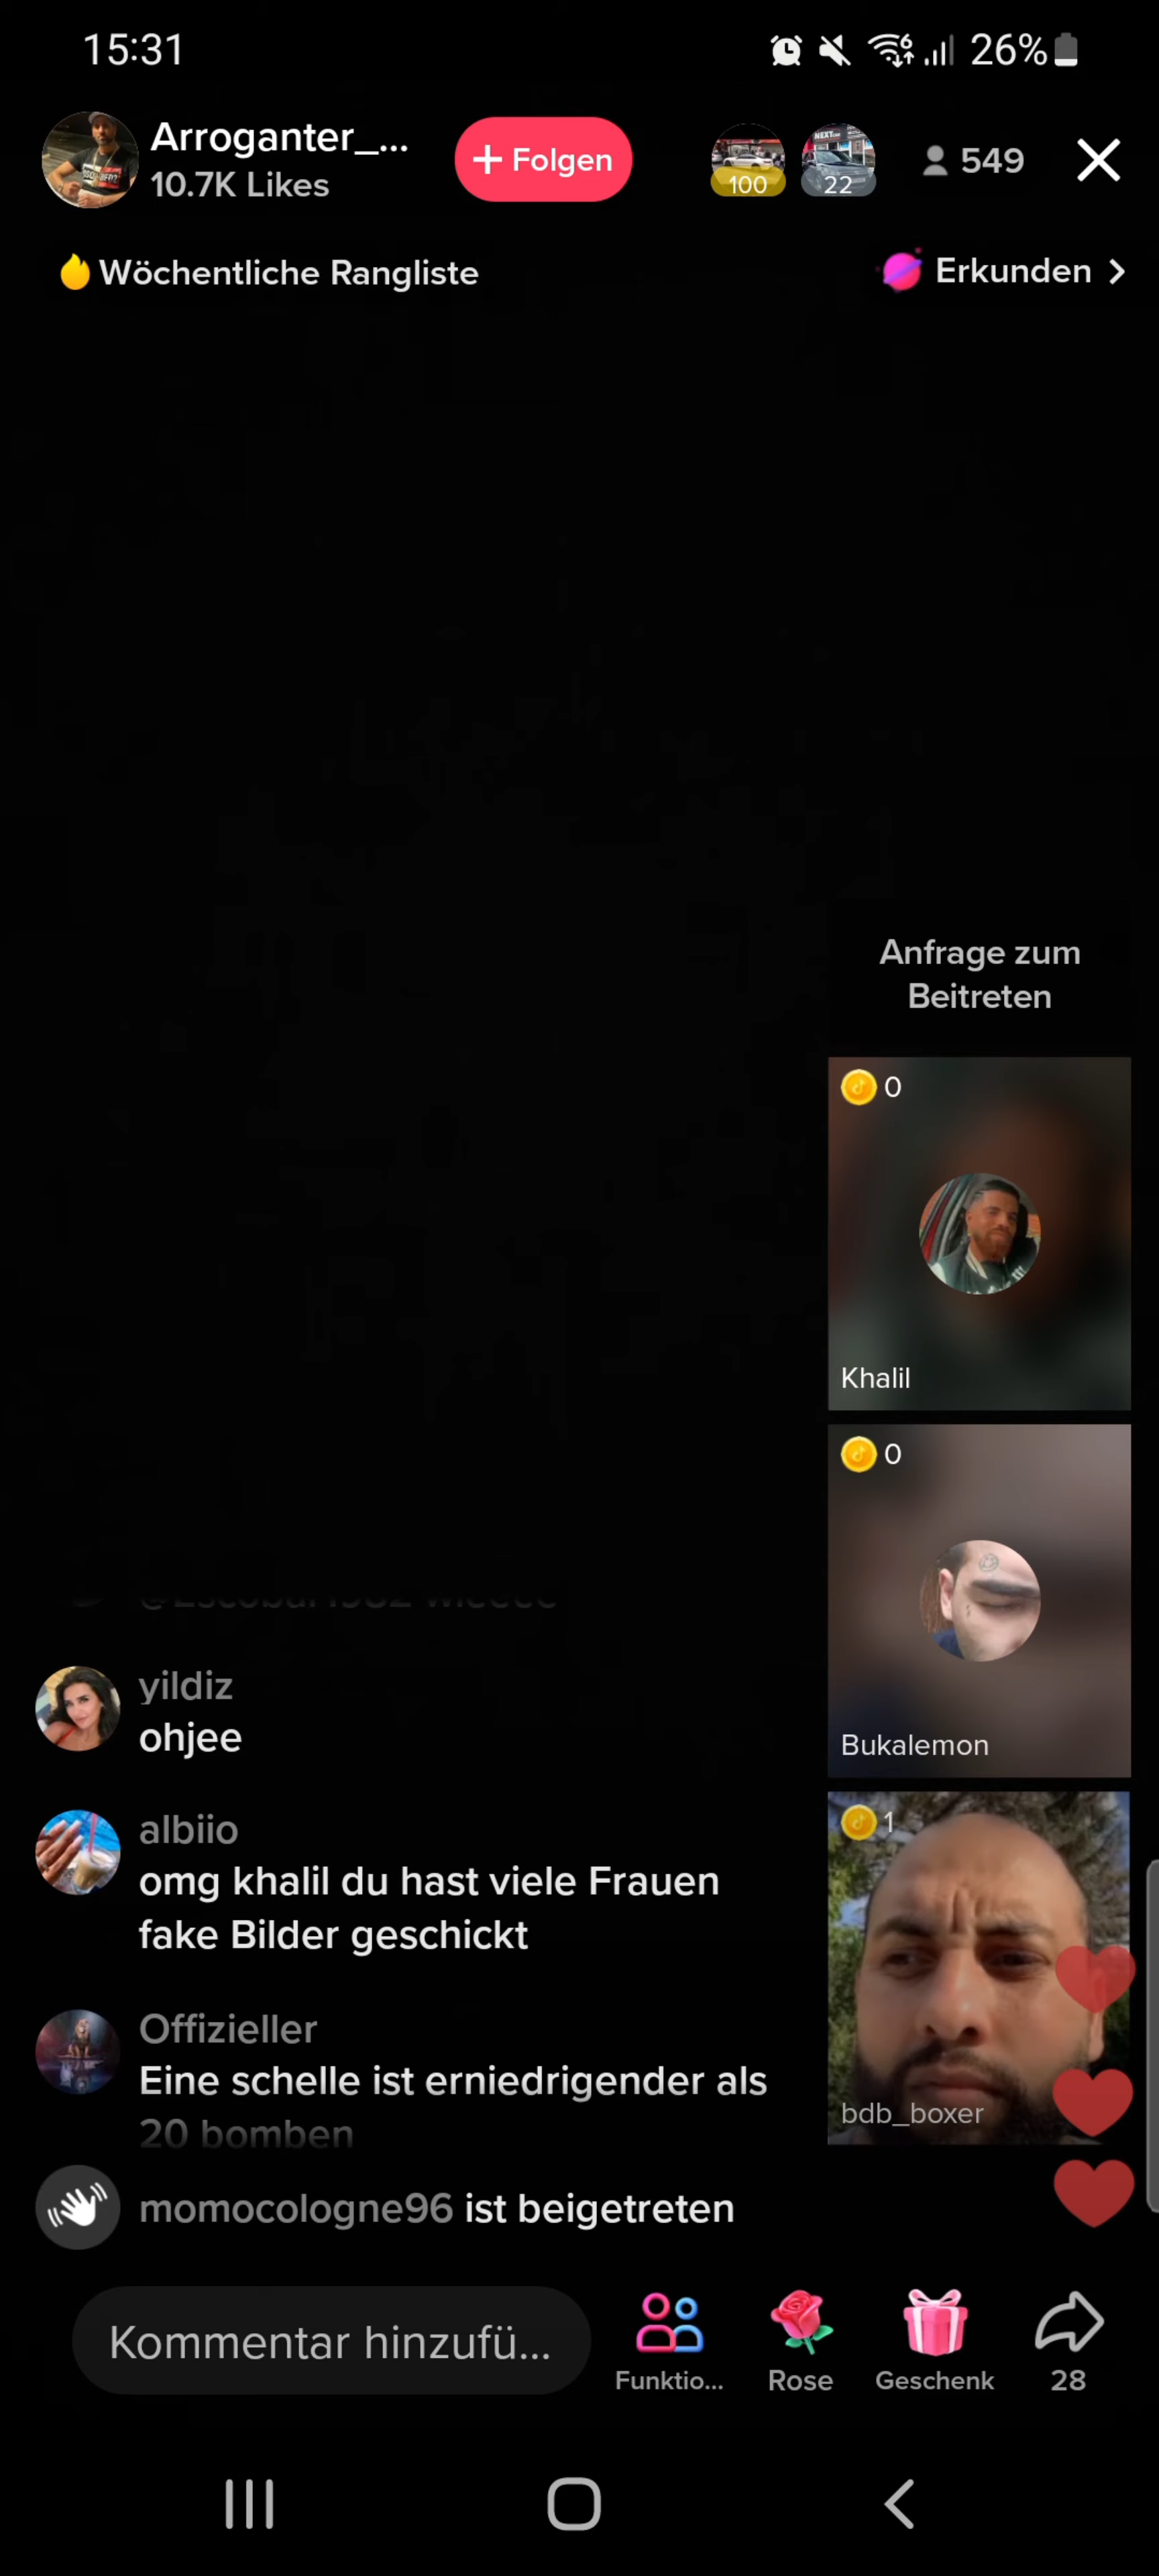 15:31
26%
Arroganter_...
10.7K Likes
+ Folgen
100
22
549
Wöchentliche Rangliste
Erkunden >
Anfrage zum
Beitreten
0
Khalil
0
Bukalemon
1
bdb_boxer
yildiz
ohjee
albiio
omg khalil du hast viele Frauen
fake Bilder geschickt
Offizieller
Eine schelle ist erniedrigender als
20 bomben
momocologne96 ist beigetreten
Kommentar hinzufü...
Funktio...
Rose
Geschenk
28